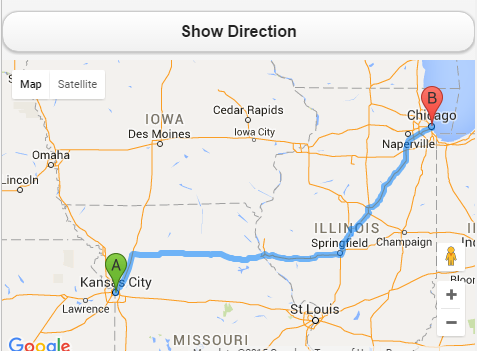 Show Direction
Map Satellite
B
Chicago
Cedar Rapids
IOWA
Des Moines
Iowa City
Naperville
Omaha
Lincoln
ILLINOIS
Springfield
Champaign
A
Kansas City
Lawrence
St Louis
MISSOURI
+
−
Google